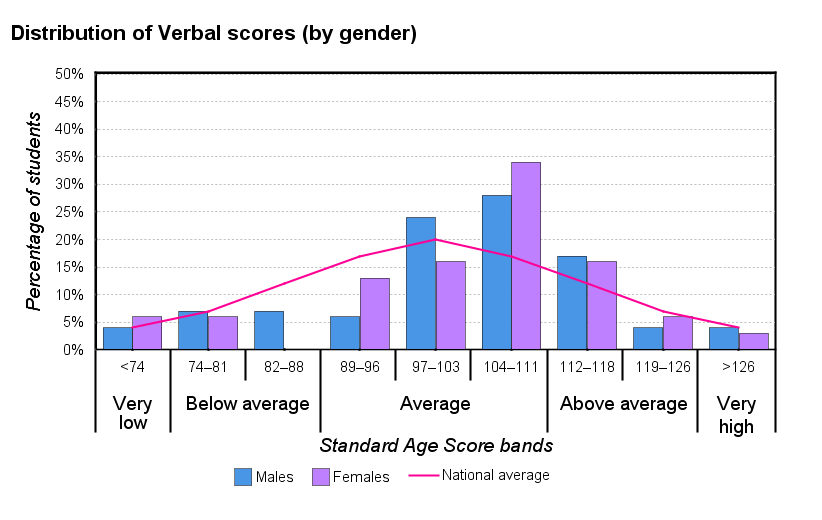 Distribution of Verbal scores (by gender)
50%
45%
40%
35%
30%
25%
20%
15%
10%
5%
0%
Percentage of students
<74 74–81 82–88 89–96 97–103 104–111 112–118 119–126 >126
Very low Below average Average Above average Very high
Standard Age Score bands
Males Females National average